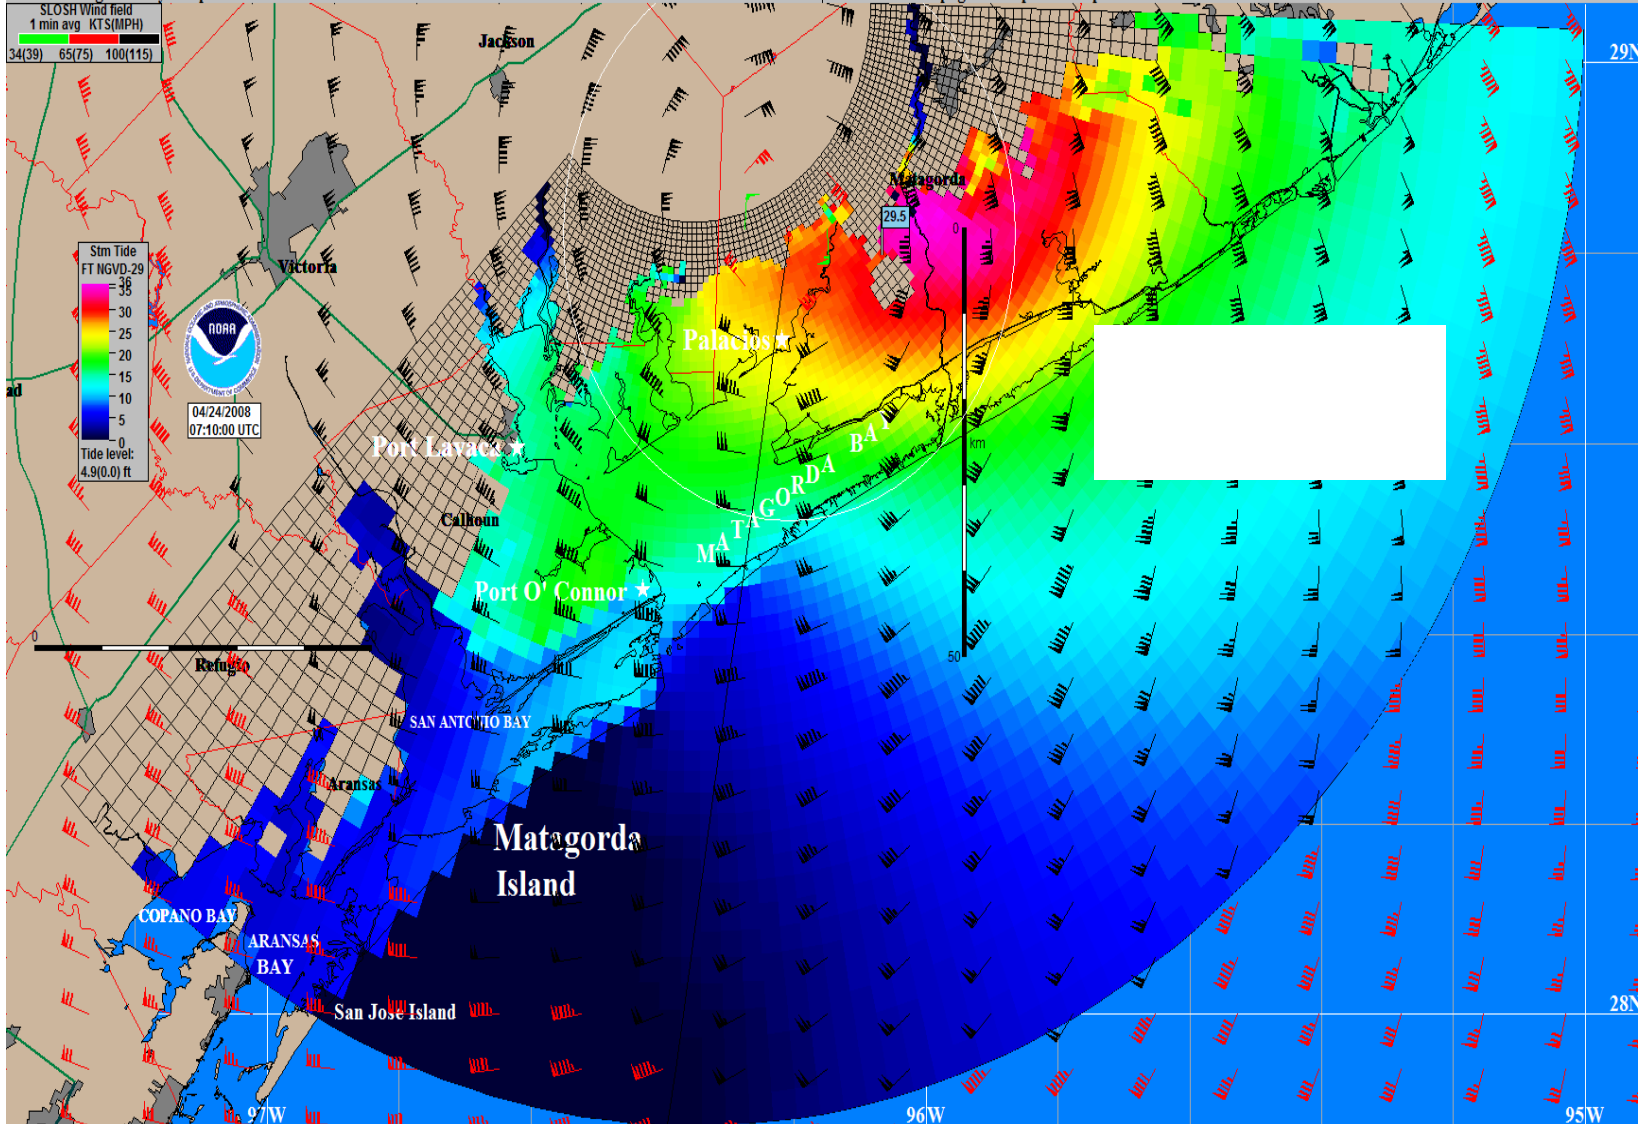 SLOSH Wind field
1 min avg KTS(MPH)
34(39) 65(75) 100(115)
Jackson
29N
Matagorda
29.5
0
Victoria
Stm Tide
FT NGVD-29
36
35
30
25
20
15
10
5
0
Tide level:
4.9(0.0) ft
NOAA
04/24/2008
07:10:00 UTC
Palacios
ad
km
Port Lavaca
MATAGORDA BAY
Calhoun
Port O' Connor
0
50
Refugio
SAN ANTONIO BAY
Aransas
Matagorda
Island
COPANO BAY
ARANSAS
BAY
San Jose Island
28N
97W
96W
95W